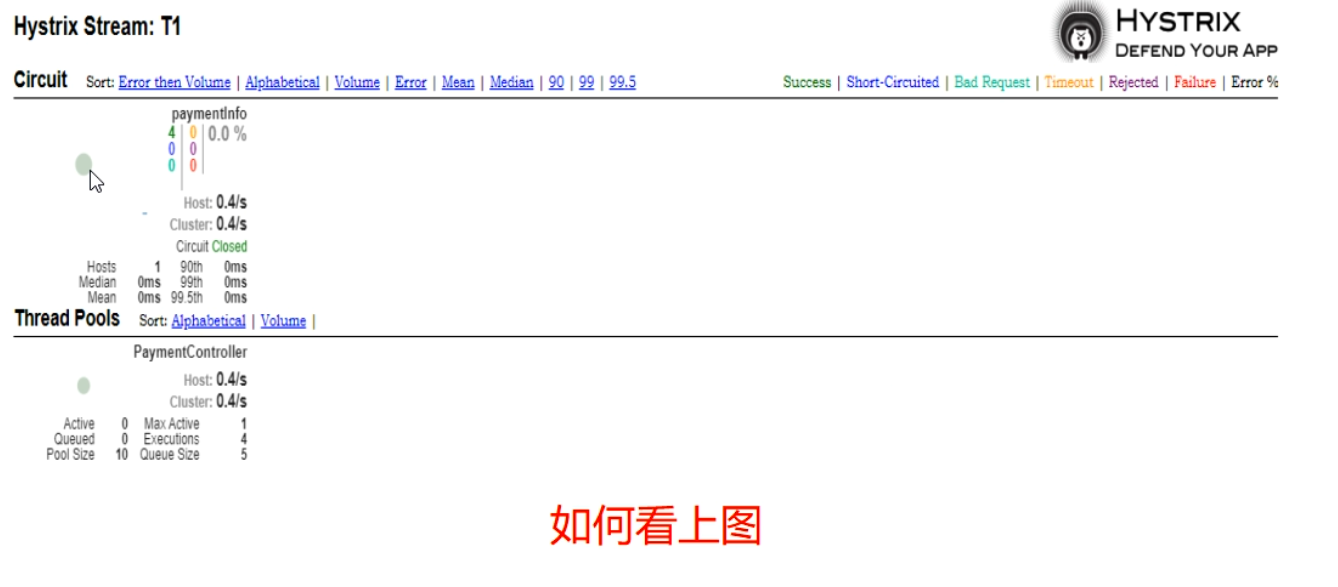 Hystrix Stream: T1
HYSTRIX
DEFEND YOUR APP
Circuit Sort: Error then Volume | Alphabetical | Volume | Error | Mean | Median | 90 | 99 | 99.5 Success | Short-Circuited | Bad Request | Timeout | Rejected | Failure | Error %
paymentInfo
4 0 0.0 %
0 0
0 0
Host: 0.4/s
Cluster: 0.4/s
Circuit Closed
Hosts 1 90th 0ms
Median 0ms 99th 0ms
Mean 0ms 99.5th 0ms
Thread Pools Sort: Alphabetical | Volume |
PaymentController
Host: 0.4/s
Cluster: 0.4/s
Active 0 Max Active 1
Queued 0 Executions 4
Pool Size 10 Queue Size 5
如何看上图